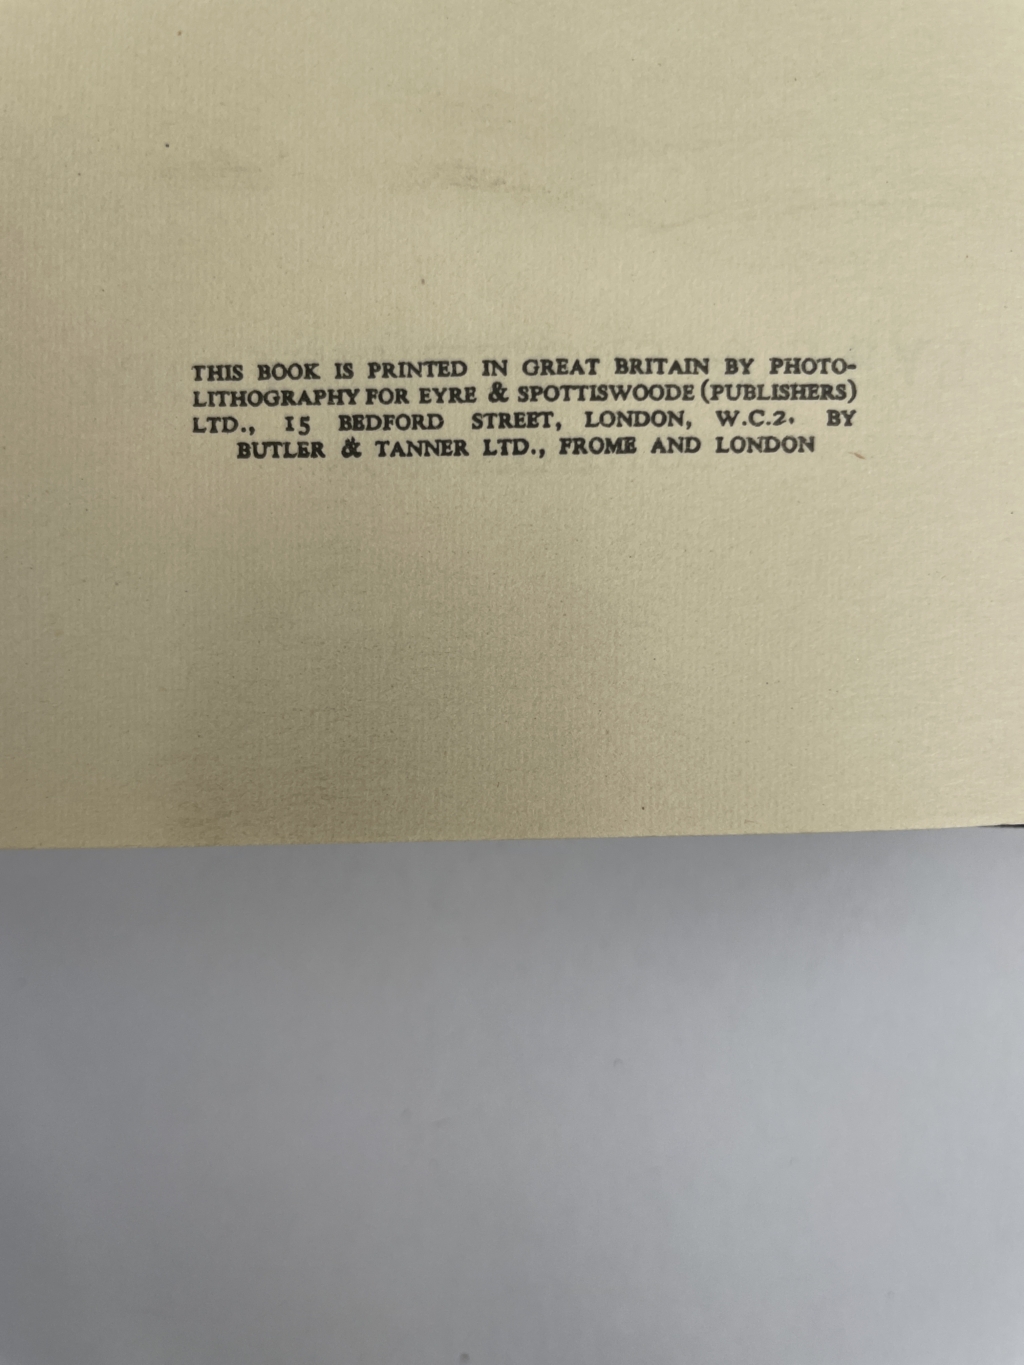 THIS BOOK IS PRINTED IN GREAT BRITAIN BY PHOTO-
LITHOGRAPHY FOR EYRE & SPOTTISWOODE (PUBLISHERS)
LTD., 15 BEDFORD STREET, LONDON, W.C.2. BY
BUTLER & TANNER LTD., FROME AND LONDON